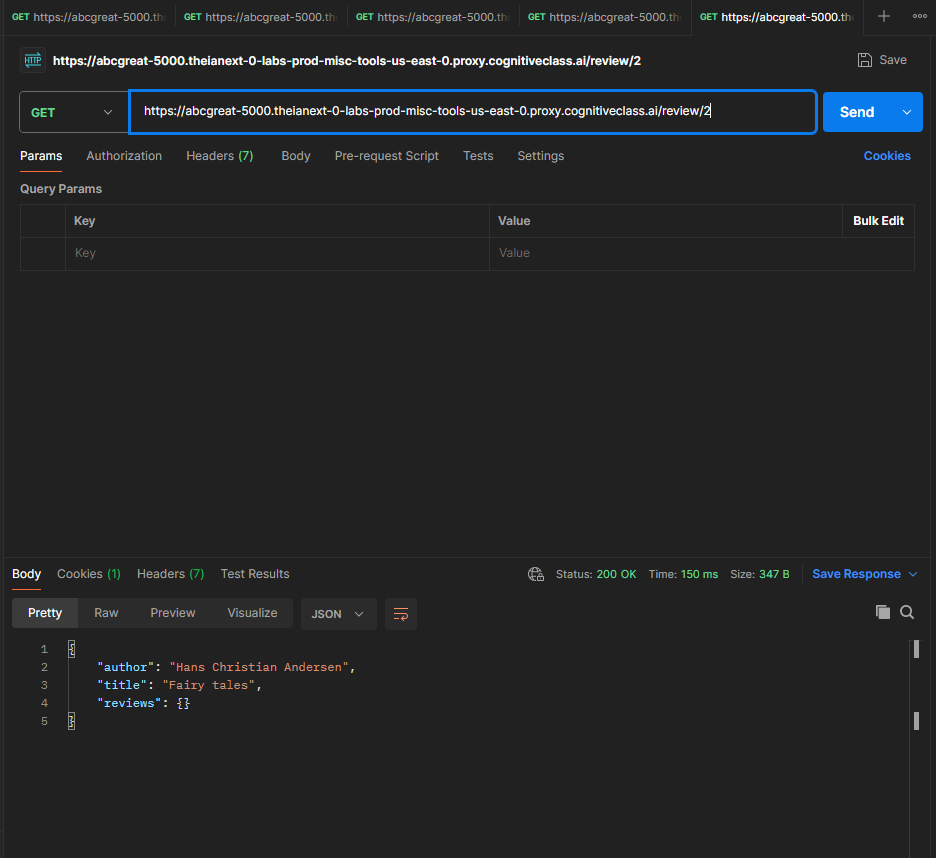 GET https://abcgreat-5000.th GET https://abcgreat-5000.th GET https://abcgreat-5000.th GET https://abcgreat-5000.th GET https://abcgreat-5000.th
HTTP https://abcgreat-5000.theianext-0-labs-prod-misc-tools-us-east-0.proxy.cognitiveclass.ai/review/2 Save
GET https://abcgreat-5000.theianext-0-labs-prod-misc-tools-us-east-0.proxy.cognitiveclass.ai/review/2 Send
Params Authorization Headers (7) Body Pre-request Script Tests Settings Cookies
Query Params
Key Value Bulk Edit
Key Value
Body Cookies (1) Headers (7) Test Results Status: 200 OK Time: 150 ms Size: 347 B Save Response
Pretty Raw Preview Visualize JSON
1 {
2 "author": "Hans Christian Andersen",
3 "title": "Fairy tales",
4 "reviews": {}
5 }